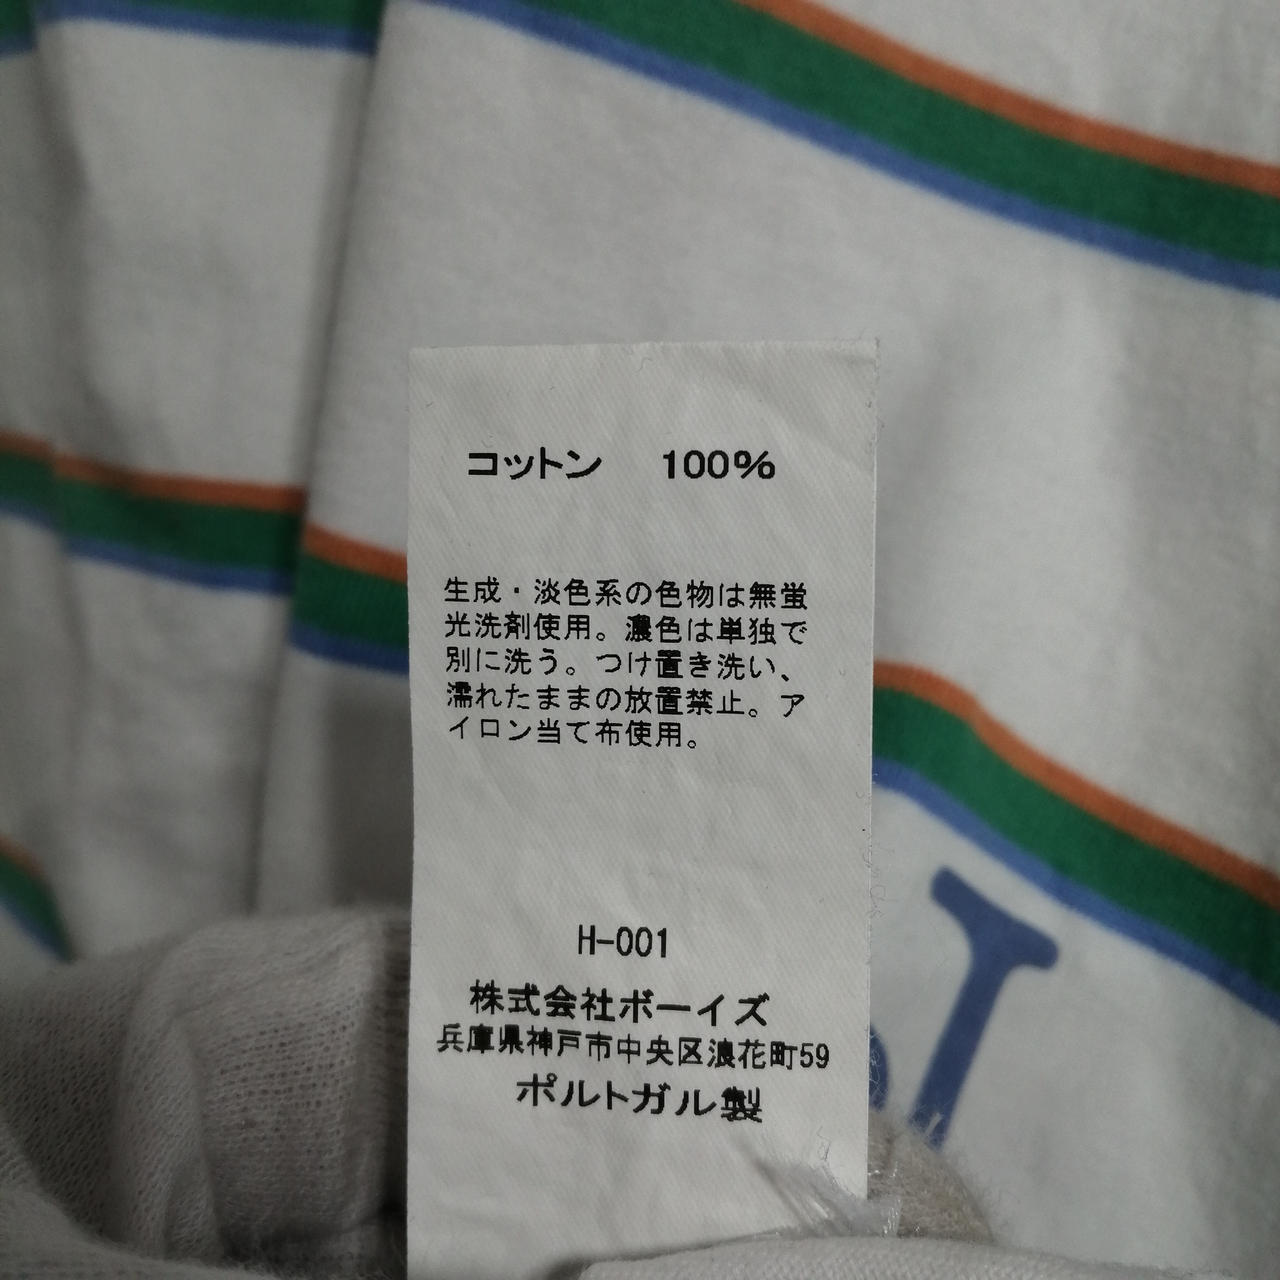 コットン 100%
生成・淡色系の色物は無蛍
光洗剤使用。濃色は単独で
別に洗う。つけ置き洗い、
濡れたままの放置禁止。ア
イロン当て布使用。
H-001
株式会社ボーイズ
兵庫県神戸市中央区浪花町59
ポルトガル製